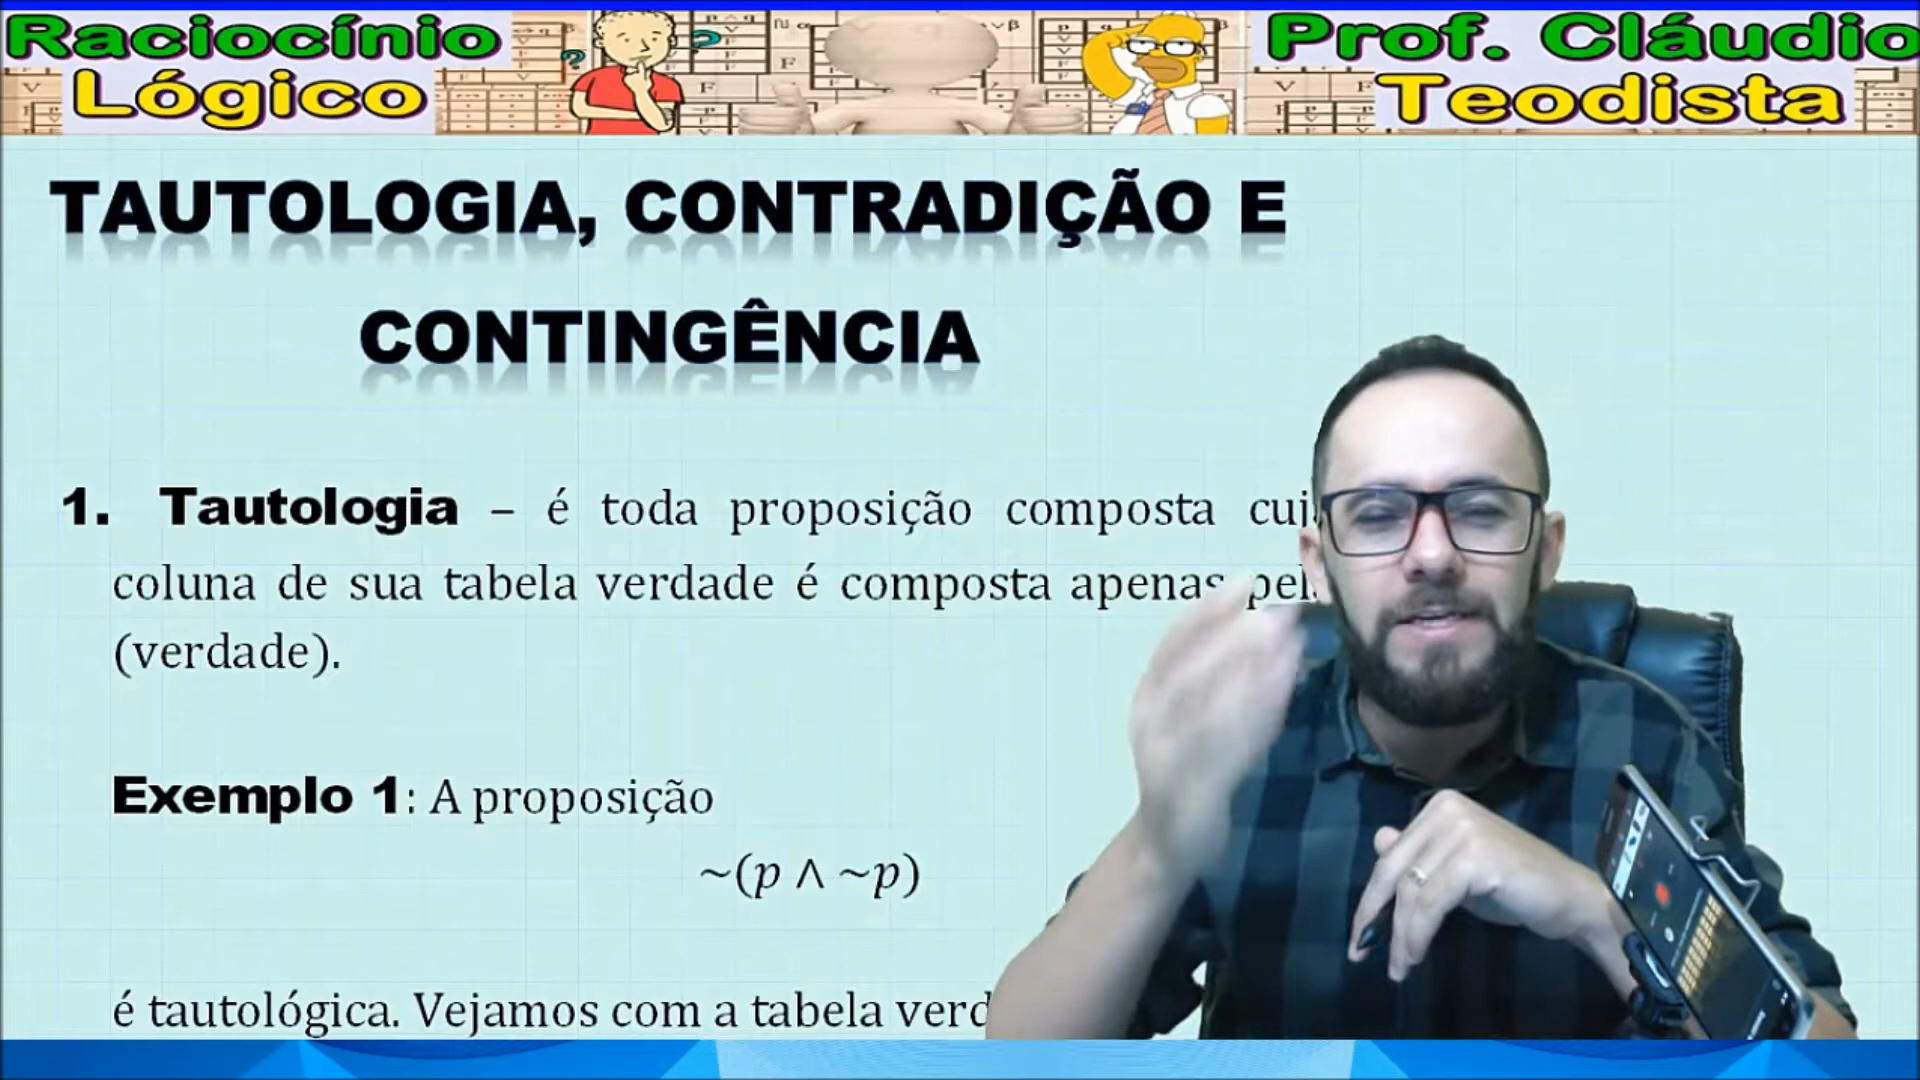 Raciocínio
Lógico
Prof. Cláudio
Teodista
TAUTOLOGIA, CONTRADIÇÃO E
CONTINGÊNCIA
1. Tautologia – é toda proposição composta
coluna de sua tabela verdade é composta apenas
(verdade).
Exemplo 1: A proposição
~(p ∧ ~p)
é tautológica. Vejamos com a tabela